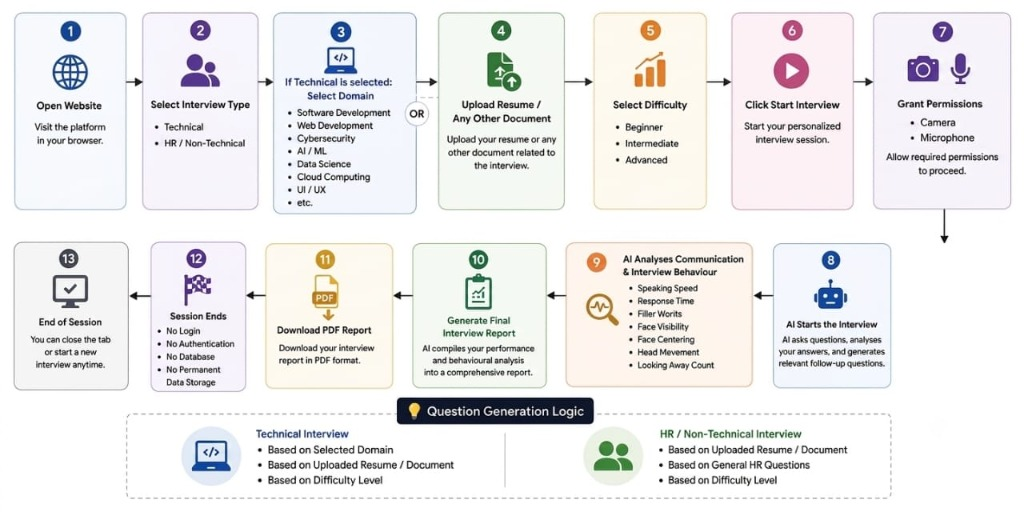 1
Open Website
Visit the platform
in your browser.
2
Select Interview Type
• Technical
• HR / Non-Technical
3
If Technical is selected:
Select Domain
• Software Development
• Web Development
• Cybersecurity
• AI / ML
• Data Science
• Cloud Computing
• UI / UX
• etc.
OR
4
Upload Resume /
Any Other Document
Upload your resume or any
other document related to
the interview.
5
Select Difficulty
• Beginner
• Intermediate
• Advanced
6
Click Start Interview
Start your personalized
interview session.
7
Grant Permissions
• Camera
• Microphone
Allow required permissions
to proceed.
8
AI Starts the Interview
AI asks questions, analyses
your answers, and generates
relevant follow-up questions.
9
AI Analyses Communication
& Interview Behaviour
• Speaking Speed
• Response Time
• Filler Worits
• Face Visibility
• Face Centering
• Head Movement
• Looking Away Count
10
Generate Final
Interview Report
AI compiles your performance
and behavioural analysis
into a comprehensive report.
11
PDF
Download PDF Report
Download your interview
report in PDF format.
12
Session Ends
• No Login
• No Authentication
• No Database
• No Permanent
Data Storage
13
End of Session
You can close the tab
or start a new
interview anytime.
Question Generation Logic
</>
Technical Interview
• Based on Selected Domain
• Based on Uploaded Resume / Document
• Based on Difficulty Level
HR / Non-Technical Interview
• Based on Uploaded Resume / Document
• Based on General HR Questions
• Based on Difficulty Level